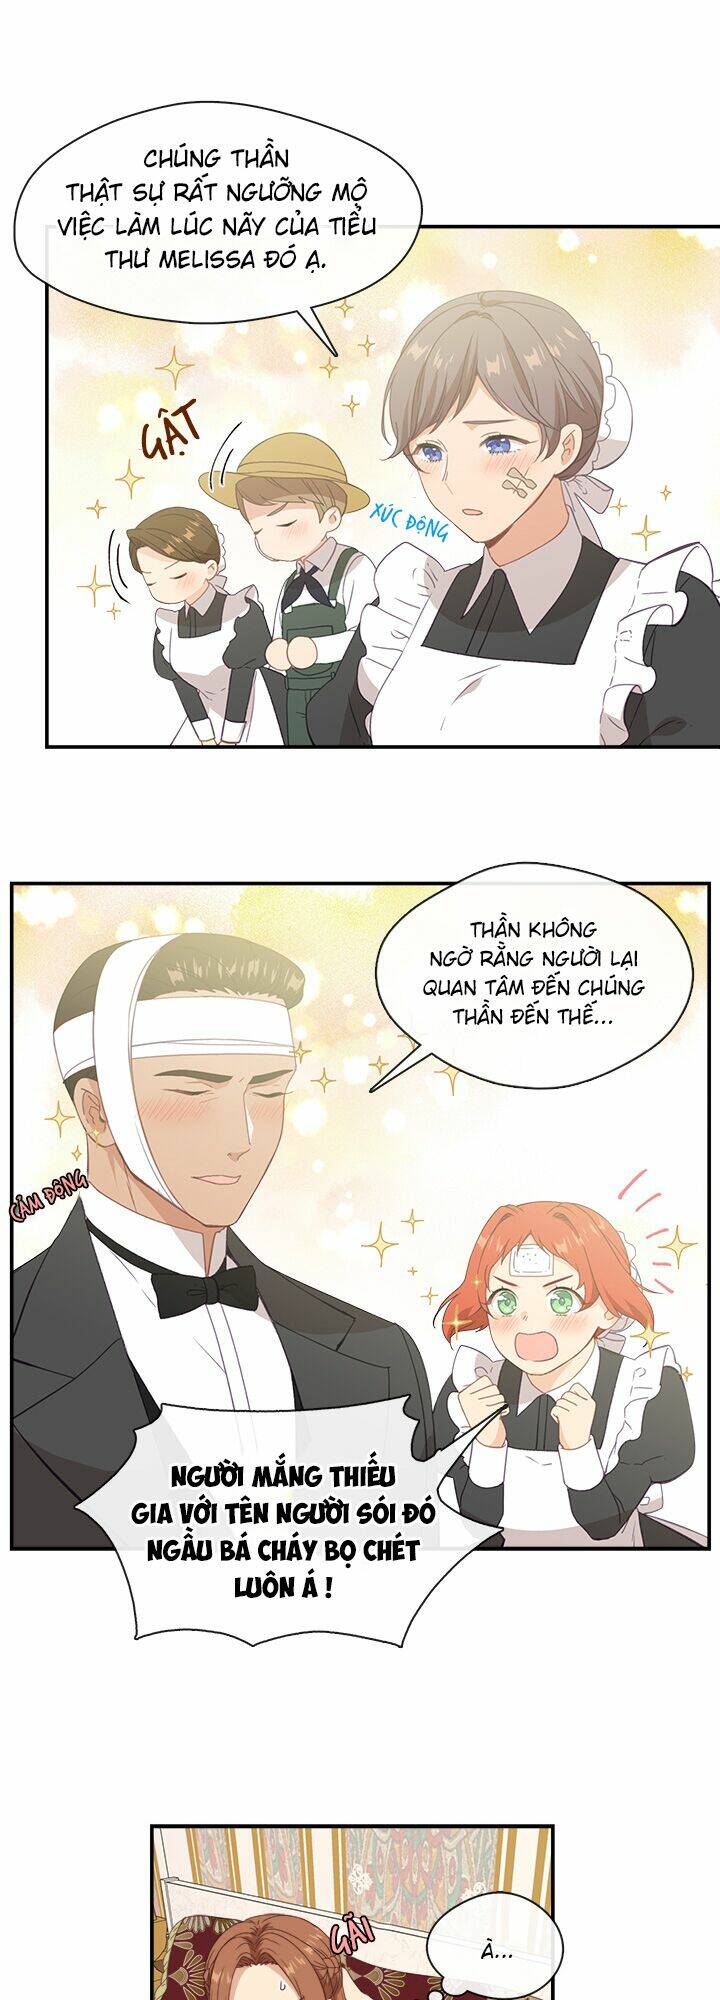 CHÚNG THẦN
THẬT SỰ RẤT NGƯỠNG MỘ
VIỆC LÀM LÚC NÃY CỦA TIỂU
THƯ MELISSA ĐÓ Ạ.
GẬT
XÚC ĐỘNG
THẦN KHÔNG
NGỜ RẰNG NGƯỜI LẠI
QUAN TÂM ĐẾN CHÚNG
THẦN ĐẾN THẾ...
CẢM ĐỘNG
NGƯỜI MẮNG THIẾU
GIA VỚI TÊN NGƯỜI SÓI ĐÓ
NGẦU BÁ CHÁY BỌ CHÉT
LUÔN Á !
GÃI
À...